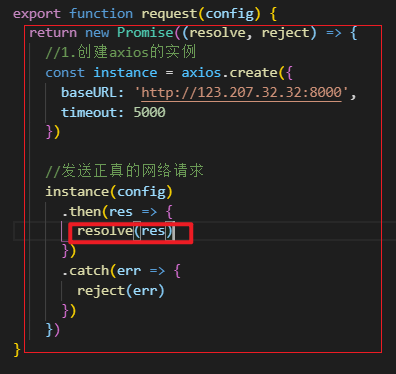 export function request(config) {
return new Promise((resolve, reject) => {
//1.创建axios的实例
const instance = axios.create({
baseURL: 'http://123.207.32.32:8000',
timeout: 5000
})
//发送正真的网络请求
instance(config)
.then(res => {
resolve(res)
})
.catch(err => {
reject(err)
})
})
}